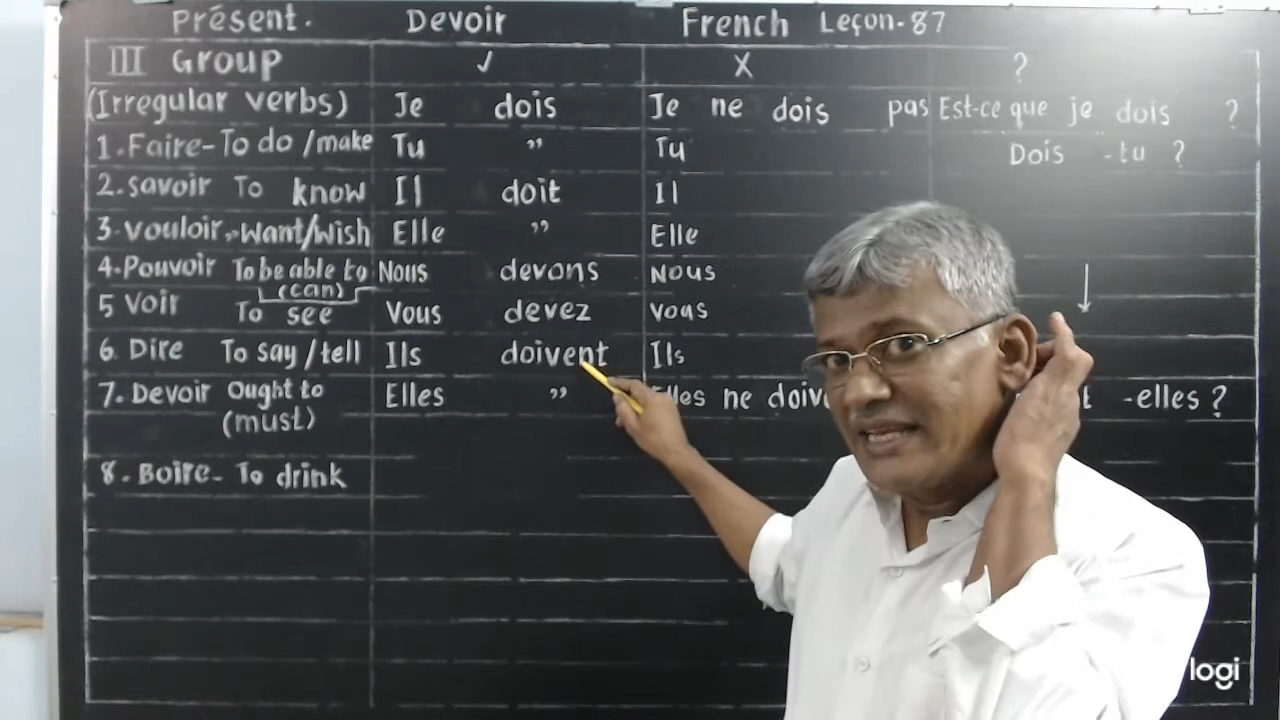 Présent. Devoir French Leçon-87
III Group ✓ X ?
(Irregular verbs) Je dois Je ne dois pas Est-ce que je dois ?
1. Faire- To do /make Tu " Tu Dois -tu ?
2. savoir To know Il doit Il
3. vouloir, Want/Wish Elle " Elle
4. Pouvoir To be able to Nous devons Nous
(can)
5 Voir To see Vous devez Vous
6. Dire To say /tell Ils doivent Ils
7. Devoir Ought to Elles " Elles ne -elles ?
(must)
8. Boire- To drink
logi